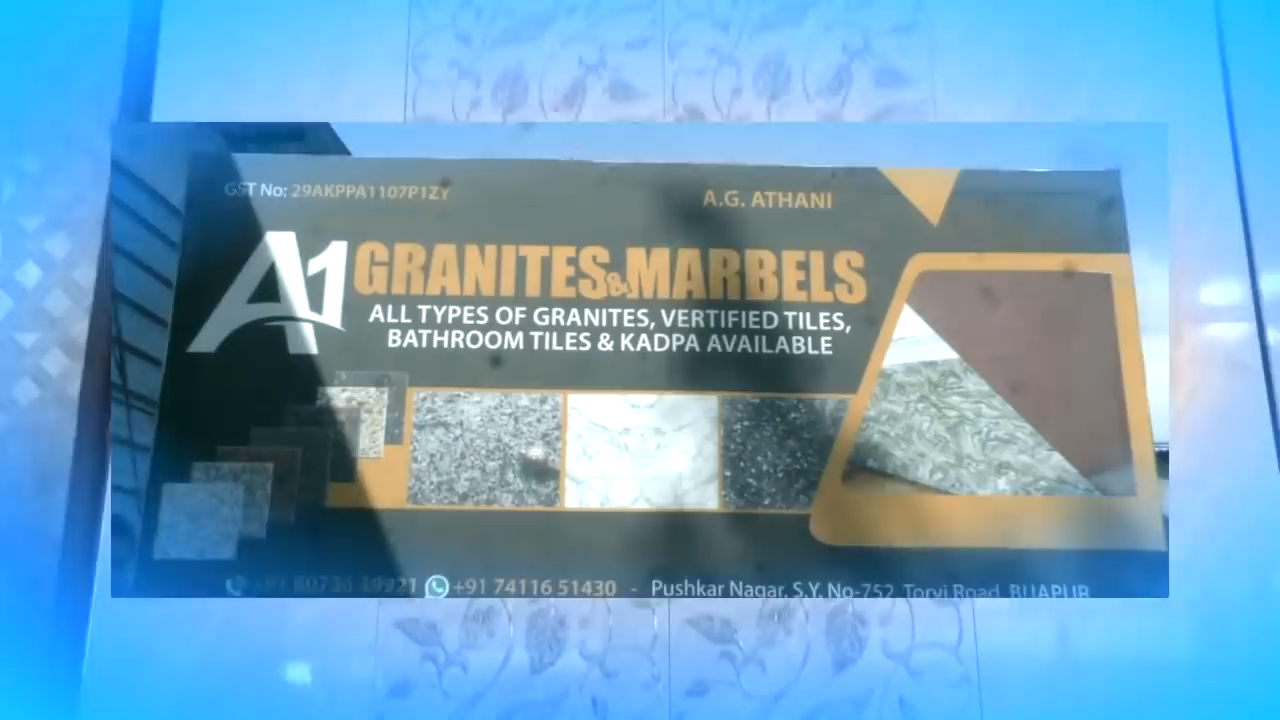 GST No: 29AKPPA1107P1ZY
A.G. ATHANI
A1 GRANITES & MARBELS
ALL TYPES OF GRANITES, VERTIFIED TILES,
BATHROOM TILES & KADPA AVAILABLE
+91 74116 51430 - Pushkar Nagar, S.Y. No-752, Torvi Road, BIJAPUR